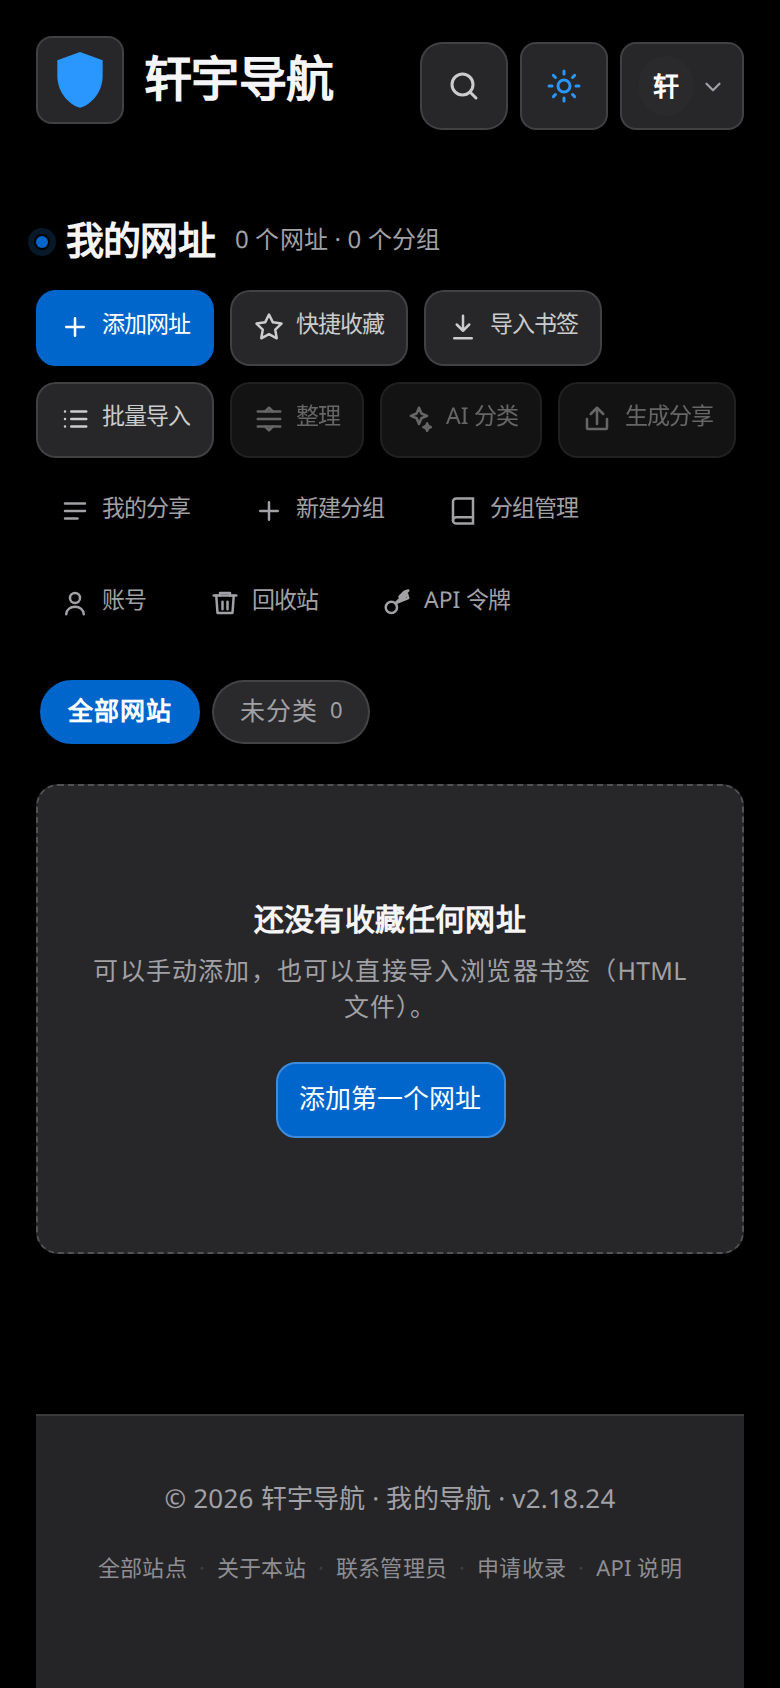 轩宇导航
轩
我的网址 0 个网址 · 0 个分组
添加网址 快捷收藏 导入书签
批量导入 整理 AI 分类 生成分享
我的分享 新建分组 分组管理
账号 回收站 API 令牌
全部网站 未分类 0
还没有收藏任何网址
可以手动添加，也可以直接导入浏览器书签（HTML
文件）。
添加第一个网址
© 2026 轩宇导航 · 我的导航 · v2.18.24
全部站点 · 关于本站 · 联系管理员 · 申请收录 · API 说明